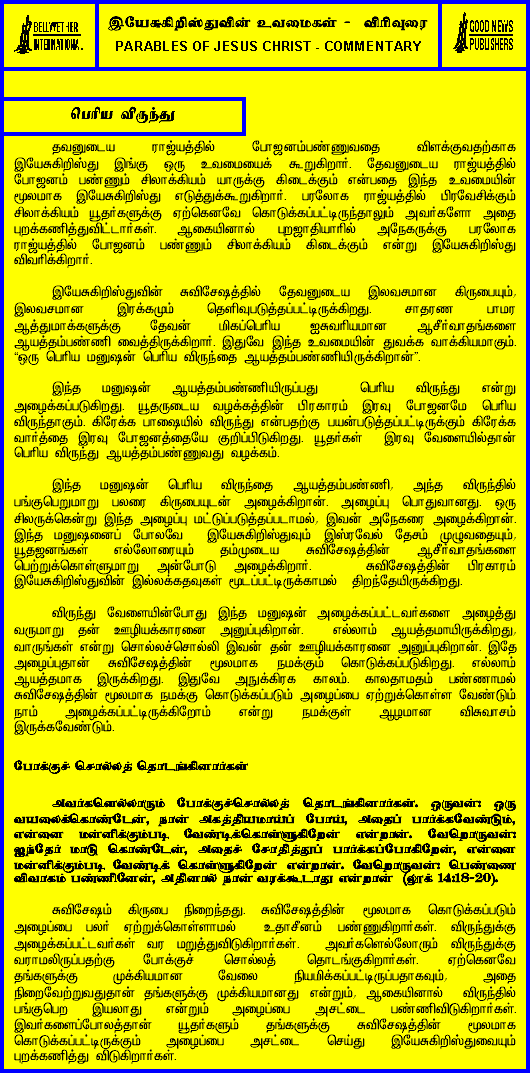 BELLWETHER
INTERNATIONAL
இயேசுகிறிஸ்துவின் உவமைகள் - விரிவுரை
PARABLES OF JESUS CHRIST - COMMENTARY
GOOD NEWS
PUBLISHERS
பெரிய விருந்து
தவனுடைய ராஜ்யத்தில் போஜனம்பண்ணுவதை விளக்குவதற்காக
இயேசுகிறிஸ்து இங்கு ஒரு உவமையைக் கூறுகிறார். தேவனுடைய ராஜ்யத்தில்
போஜனம் பண்ணும் சிலாக்கியம் யாருக்கு கிடைக்கும் என்பதை இந்த உவமையின்
மூலமாக இயேசுகிறிஸ்து எடுத்துக்கூறுகிறார். பரலோக ராஜ்யத்தில் பிரவேசிக்கும்
சிலாக்கியம் யூதர்களுக்கு ஏற்கெனவே கொடுக்கப்பட்டிருந்தாலும் அவர்களோ அதை
புறக்கணித்துவிட்டார்கள். ஆகையினால் புறஜாதியாரில் அநேகருக்கு பரலோக
ராஜ்யத்தில் போஜனம் பண்ணும் சிலாக்கியம் கிடைக்கும் என்று இயேசுகிறிஸ்து
விவரிக்கிறார்.
இயேசுகிறிஸ்துவின் சுவிசேஷத்தில் தேவனுடைய இலவசமான கிருபையும்,
இலவசமான இரக்கமும் தெளிவுபடுத்தப்பட்டிருக்கிறது. சாதரண பாமர
ஆத்துமாக்களுக்கு தேவன் மிகப்பெரிய ஐசுவரியமான ஆசீர்வாதங்களை
ஆயத்தம்பண்ணி வைத்திருக்கிறார். இதுவே இந்த உவமையின் துவக்க வாக்கியமாகும்.
“ஒரு பெரிய மனுஷன் பெரிய விருந்தை ஆயத்தம்பண்ணியிருக்கிறான்”.
இந்த மனுஷன் ஆயத்தம்பண்ணியிருப்பது பெரிய விருந்து என்று
அழைக்கப்படுகிறது. யூதருடைய வழக்கத்தின் பிரகாரம் இரவு போஜனமே பெரிய
விருந்தாகும். கிரேக்க பாஷையில் விருந்து என்பதற்கு பயன்படுத்தப்பட்டிருக்கும் கிரேக்க
வார்த்தை இரவு போஜனத்தையே குறிப்பிடுகிறது. யூதர்கள் இரவு வேளையில்தான்
பெரிய விருந்து ஆயத்தம்பண்ணுவது வழக்கம்.
இந்த மனுஷன் பெரிய விருந்தை ஆயத்தம்பண்ணி, அந்த விருந்தில்
பங்குபெறுமாறு பலரை கிருபையுடன் அழைக்கிறான். அழைப்பு பொதுவானது. ஒரு
சிலருக்கென்று இந்த அழைப்பு மட்டுப்படுத்தப்படாமல், இவன் அநேகரை அழைக்கிறான்.
இந்த மனுஷனைப் போலவே இயேசுகிறிஸ்துவும் இஸ்ரவேல் தேசம் முழுவதையும்,
யூதஜனங்கள் எல்லோரையும் தம்முடைய சுவிசேஷத்தின் ஆசீர்வாதங்களை
பெற்றுக்கொள்ளுமாறு அன்போடு அழைக்கிறார். சுவிசேஷத்தின் பிரகாரம்
இயேசுகிறிஸ்துவின் இல்லக்கதவுகள் மூடப்பட்டிருக்காமல் திறந்தேயிருக்கிறது.
விருந்து வேளையின்போது இந்த மனுஷன் அழைக்கப்பட்டவர்களை அழைத்து
வருமாறு தன் ஊழியக்காரனை அனுப்புகிறான். எல்லாம் ஆயத்தமாயிருக்கிறது,
வாருங்கள் என்று சொல்லச்சொல்லி இவன் தன் ஊழியக்காரனை அனுப்புகிறான். இதே
அழைப்புதான் சுவிசேஷத்தின் மூலமாக நமக்கும் கொடுக்கப்படுகிறது. எல்லாம்
ஆயத்தமாக இருக்கிறது. இதுவே அநுக்கிரக காலம். காலதாமதம் பண்ணாமல்
சுவிசேஷத்தின் மூலமாக நமக்கு கொடுக்கப்படும் அழைப்பை ஏற்றுக்கொள்ள வேண்டும்
நாம் அழைக்கப்பட்டிருக்கிறோம் என்று நமக்குள் ஆழமான விசுவாசம்
இருக்கவேண்டும்.
போக்குச் சொல்லத் தொடங்கினார்கள்
அவர்களெல்லாரும் போக்குச்சொல்லத் தொடங்கினார்கள். ஒருவன்: ஒரு
வயலைக்கொண்டேன், நான் அகத்தியமாய்ப் போய், அதைப் பார்க்கவேண்டும்,
என்னை மன்னிக்கும்படி வேண்டிக்கொள்ளுகிறேன் என்றான். வேறொருவன்:
ஐந்தேர் மாடு கொண்டேன், அதைச் சோதித்துப் பார்க்கப்போகிறேன், என்னை
மன்னிக்கும்படி வேண்டிக் கொள்ளுகிறேன் என்றான். வேறொருவன்: பெண்ணை
விவாகம் பண்ணினேன், அதினால் நான் வரக்கூடாது என்றான் (லூக் 14:18-20).
சுவிசேஷம் கிருபை நிறைந்தது. சுவிசேஷத்தின் மூலமாக கொடுக்கப்படும்
அழைப்பை பலர் ஏற்றுக்கொள்ளாமல் உதாசீனம் பண்ணுகிறார்கள். விருந்துக்கு
அழைக்கப்பட்டவர்கள் வர மறுத்துவிடுகிறார்கள். அவர்களெல்லோரும் விருந்துக்கு
வராமலிருப்பதற்கு போக்குச் சொல்லத் தொடங்குகிறார்கள். ஏற்கெனவே
தங்களுக்கு முக்கியமான வேலை நியமிக்கப்பட்டிருப்பதாகவும், அதை
நிறைவேற்றுவதுதான் தங்களுக்கு முக்கியமானது என்றும், ஆகையினால் விருந்தில்
பங்குபெற இயலாது என்றும் அழைப்பை அசட்டை பண்ணிவிடுகிறார்கள்.
இவர்களைப்போலத்தான் யூதர்களும் தங்களுக்கு சுவிசேஷத்தின் மூலமாக
கொடுக்கப்பட்டிருக்கும் அழைப்பை அசட்டை செய்து இயேசுகிறிஸ்துவையும்
புறக்கணித்து விடுகிறார்கள்.